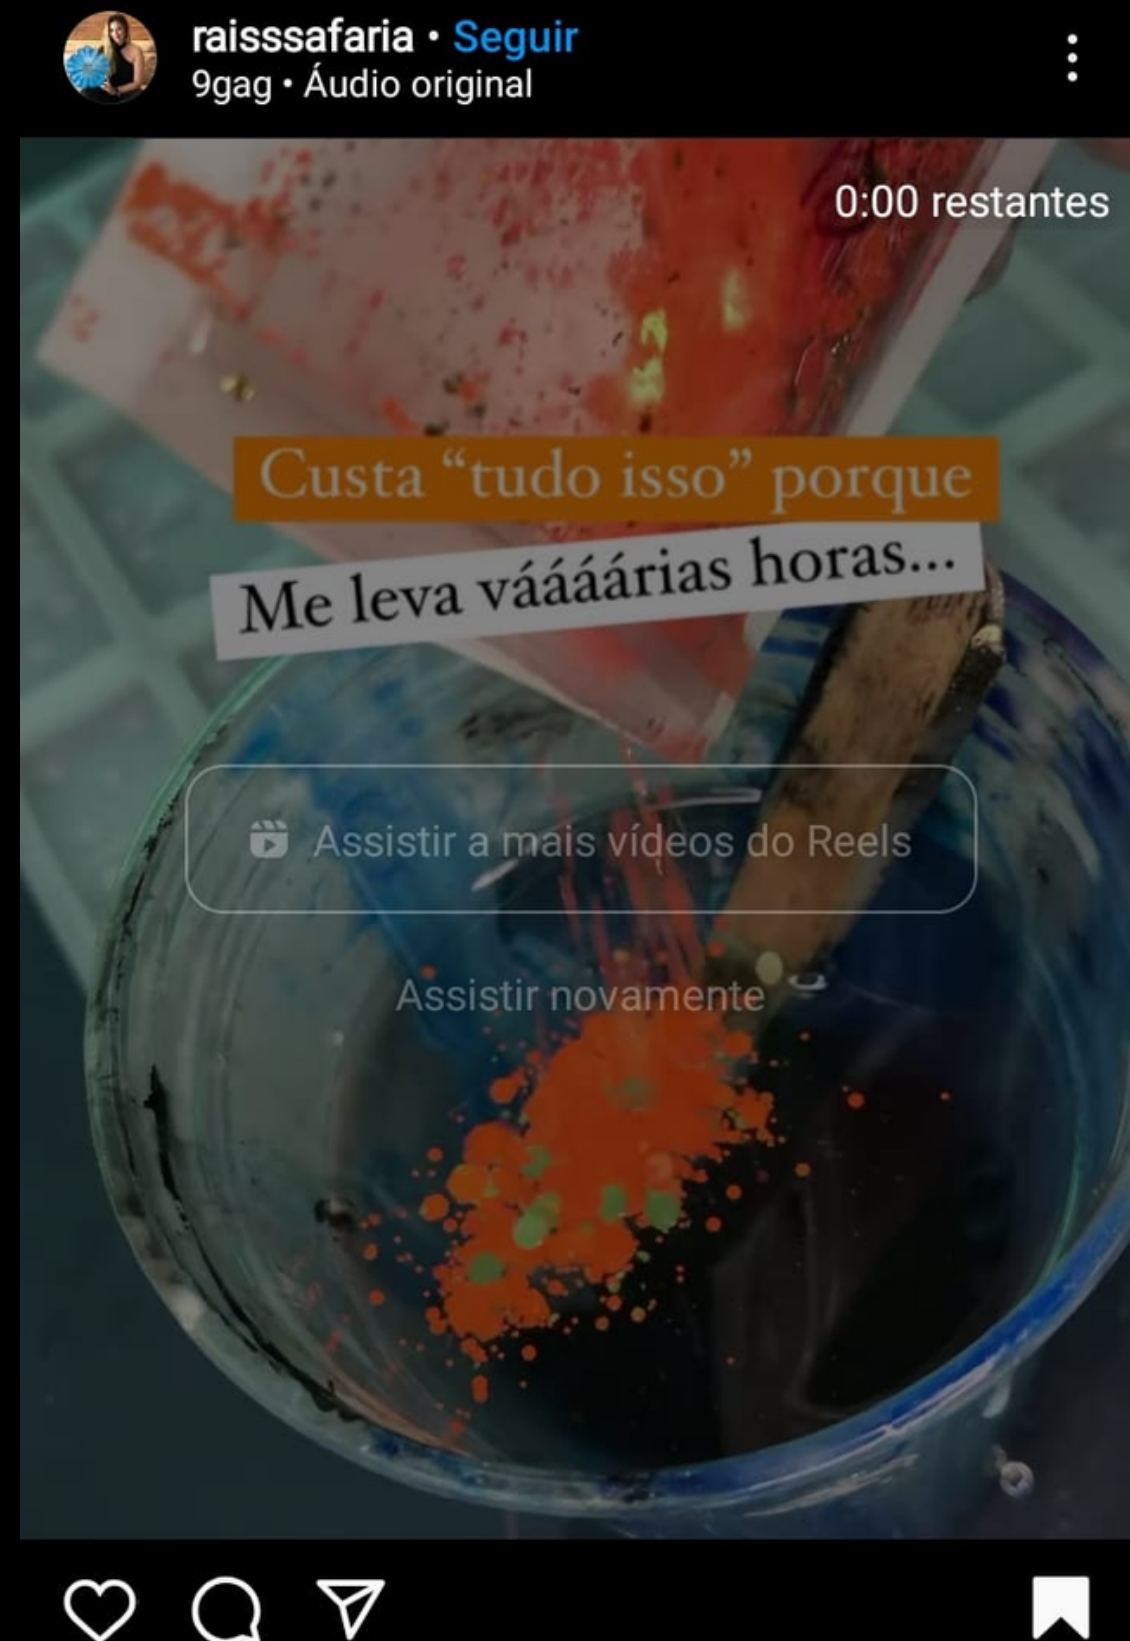 raisssafaria • Seguir
9gag • Áudio original
0:00 restantes
Custa “tudo isso” porque
Me leva váááárias horas...
Assistir a mais vídeos do Reels
Assistir novamente